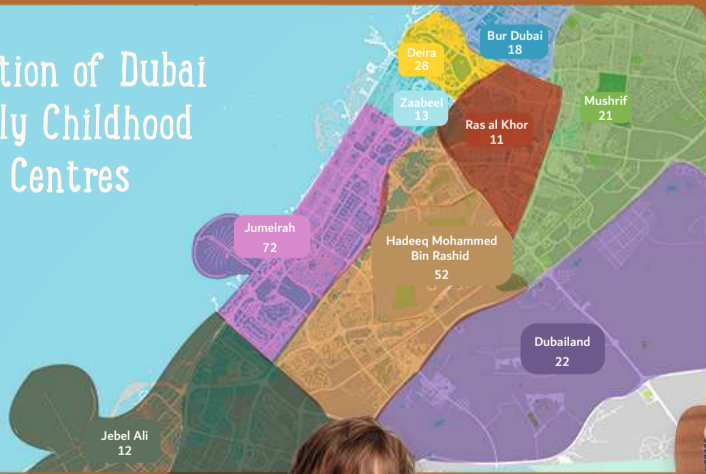 tion of Dubai
ly Childhood
Centres
Bur Dubai
18
Deira
28
Zaabeel
13
Mushrif
21
Ras al Khor
11
Jumeirah
72
Hadeeq Mohammed
Bin Rashid
52
Dubailand
22
Jebel Ali
12